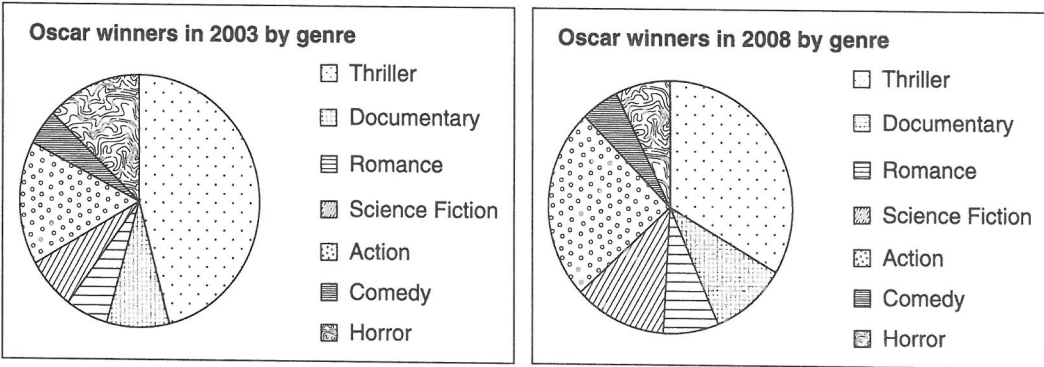 Oscar winners in 2003 by genre
Thriller
Documentary
Romance
Science Fiction
Action
Comedy
Horror
Oscar winners in 2008 by genre
Thriller
Documentary
Romance
Science Fiction
Action
Comedy
Horror